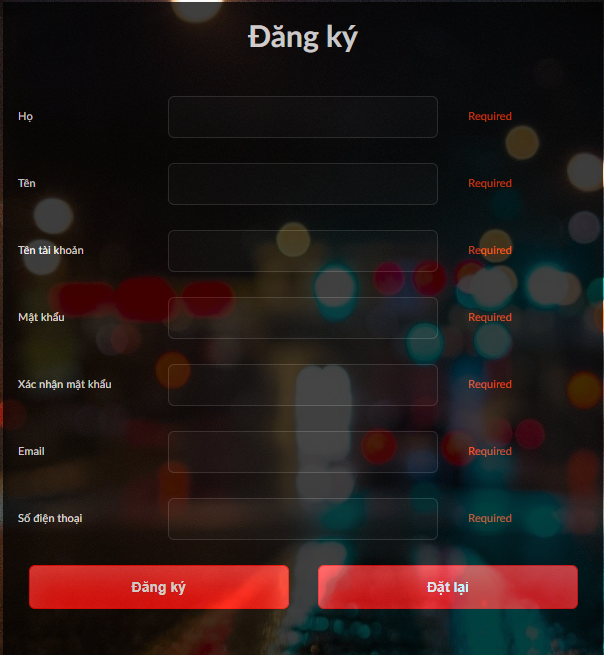 Đăng ký
Họ Required
Tên Required
Tên tài khoản Required
Mật khẩu Required
Xác nhận mật khẩu Required
Email Required
Số điện thoại Required
Đăng ký Đặt lại